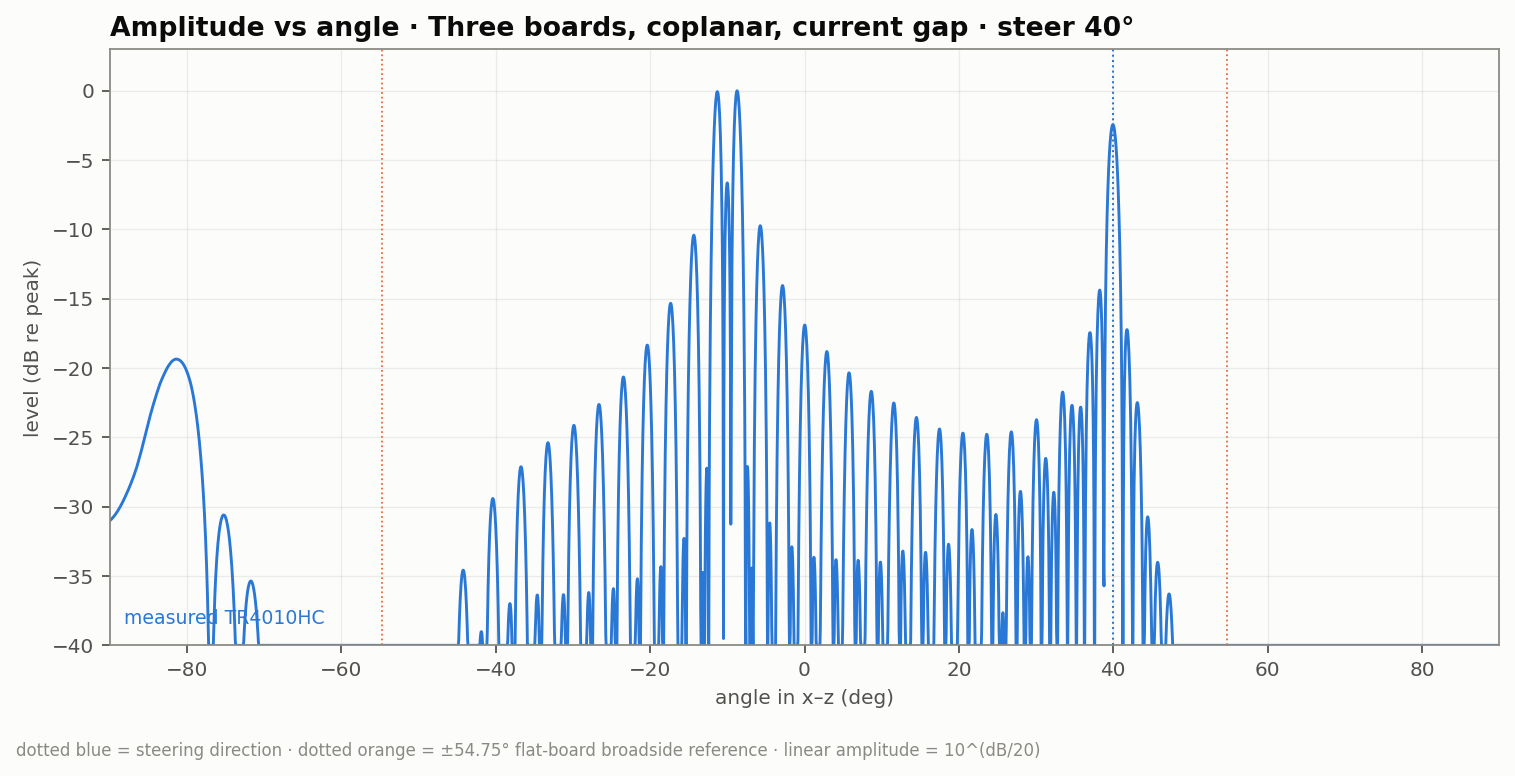 Amplitude vs angle · Three boards, coplanar, current gap · steer 40°
0
−5
−10
−15
−20
−25
−30
−35
−40
level (dB re peak)
measured TR4010HC
−80 −60 −40 −20 0 20 40 60 80
angle in x–z (deg)
dotted blue = steering direction · dotted orange = ±54.75° flat-board broadside reference · linear amplitude = 10^(dB/20)